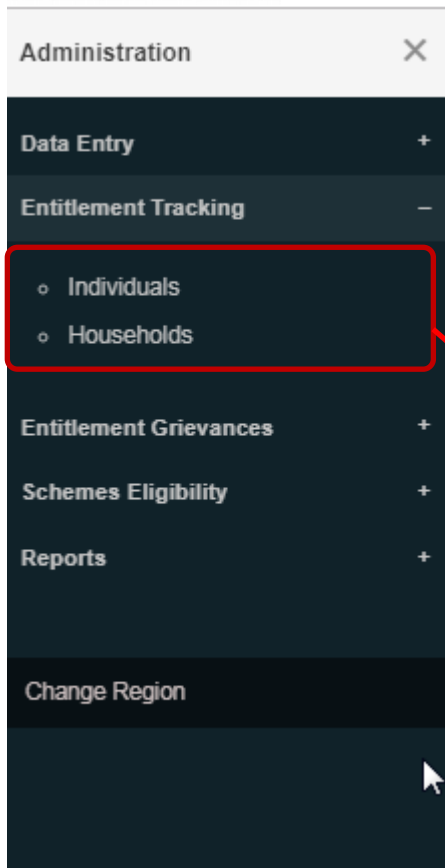 Administration ×
Data Entry +
Entitlement Tracking –
Individuals
Households
Entitlement Grievances +
Schemes Eligibility +
Reports +
Change Region